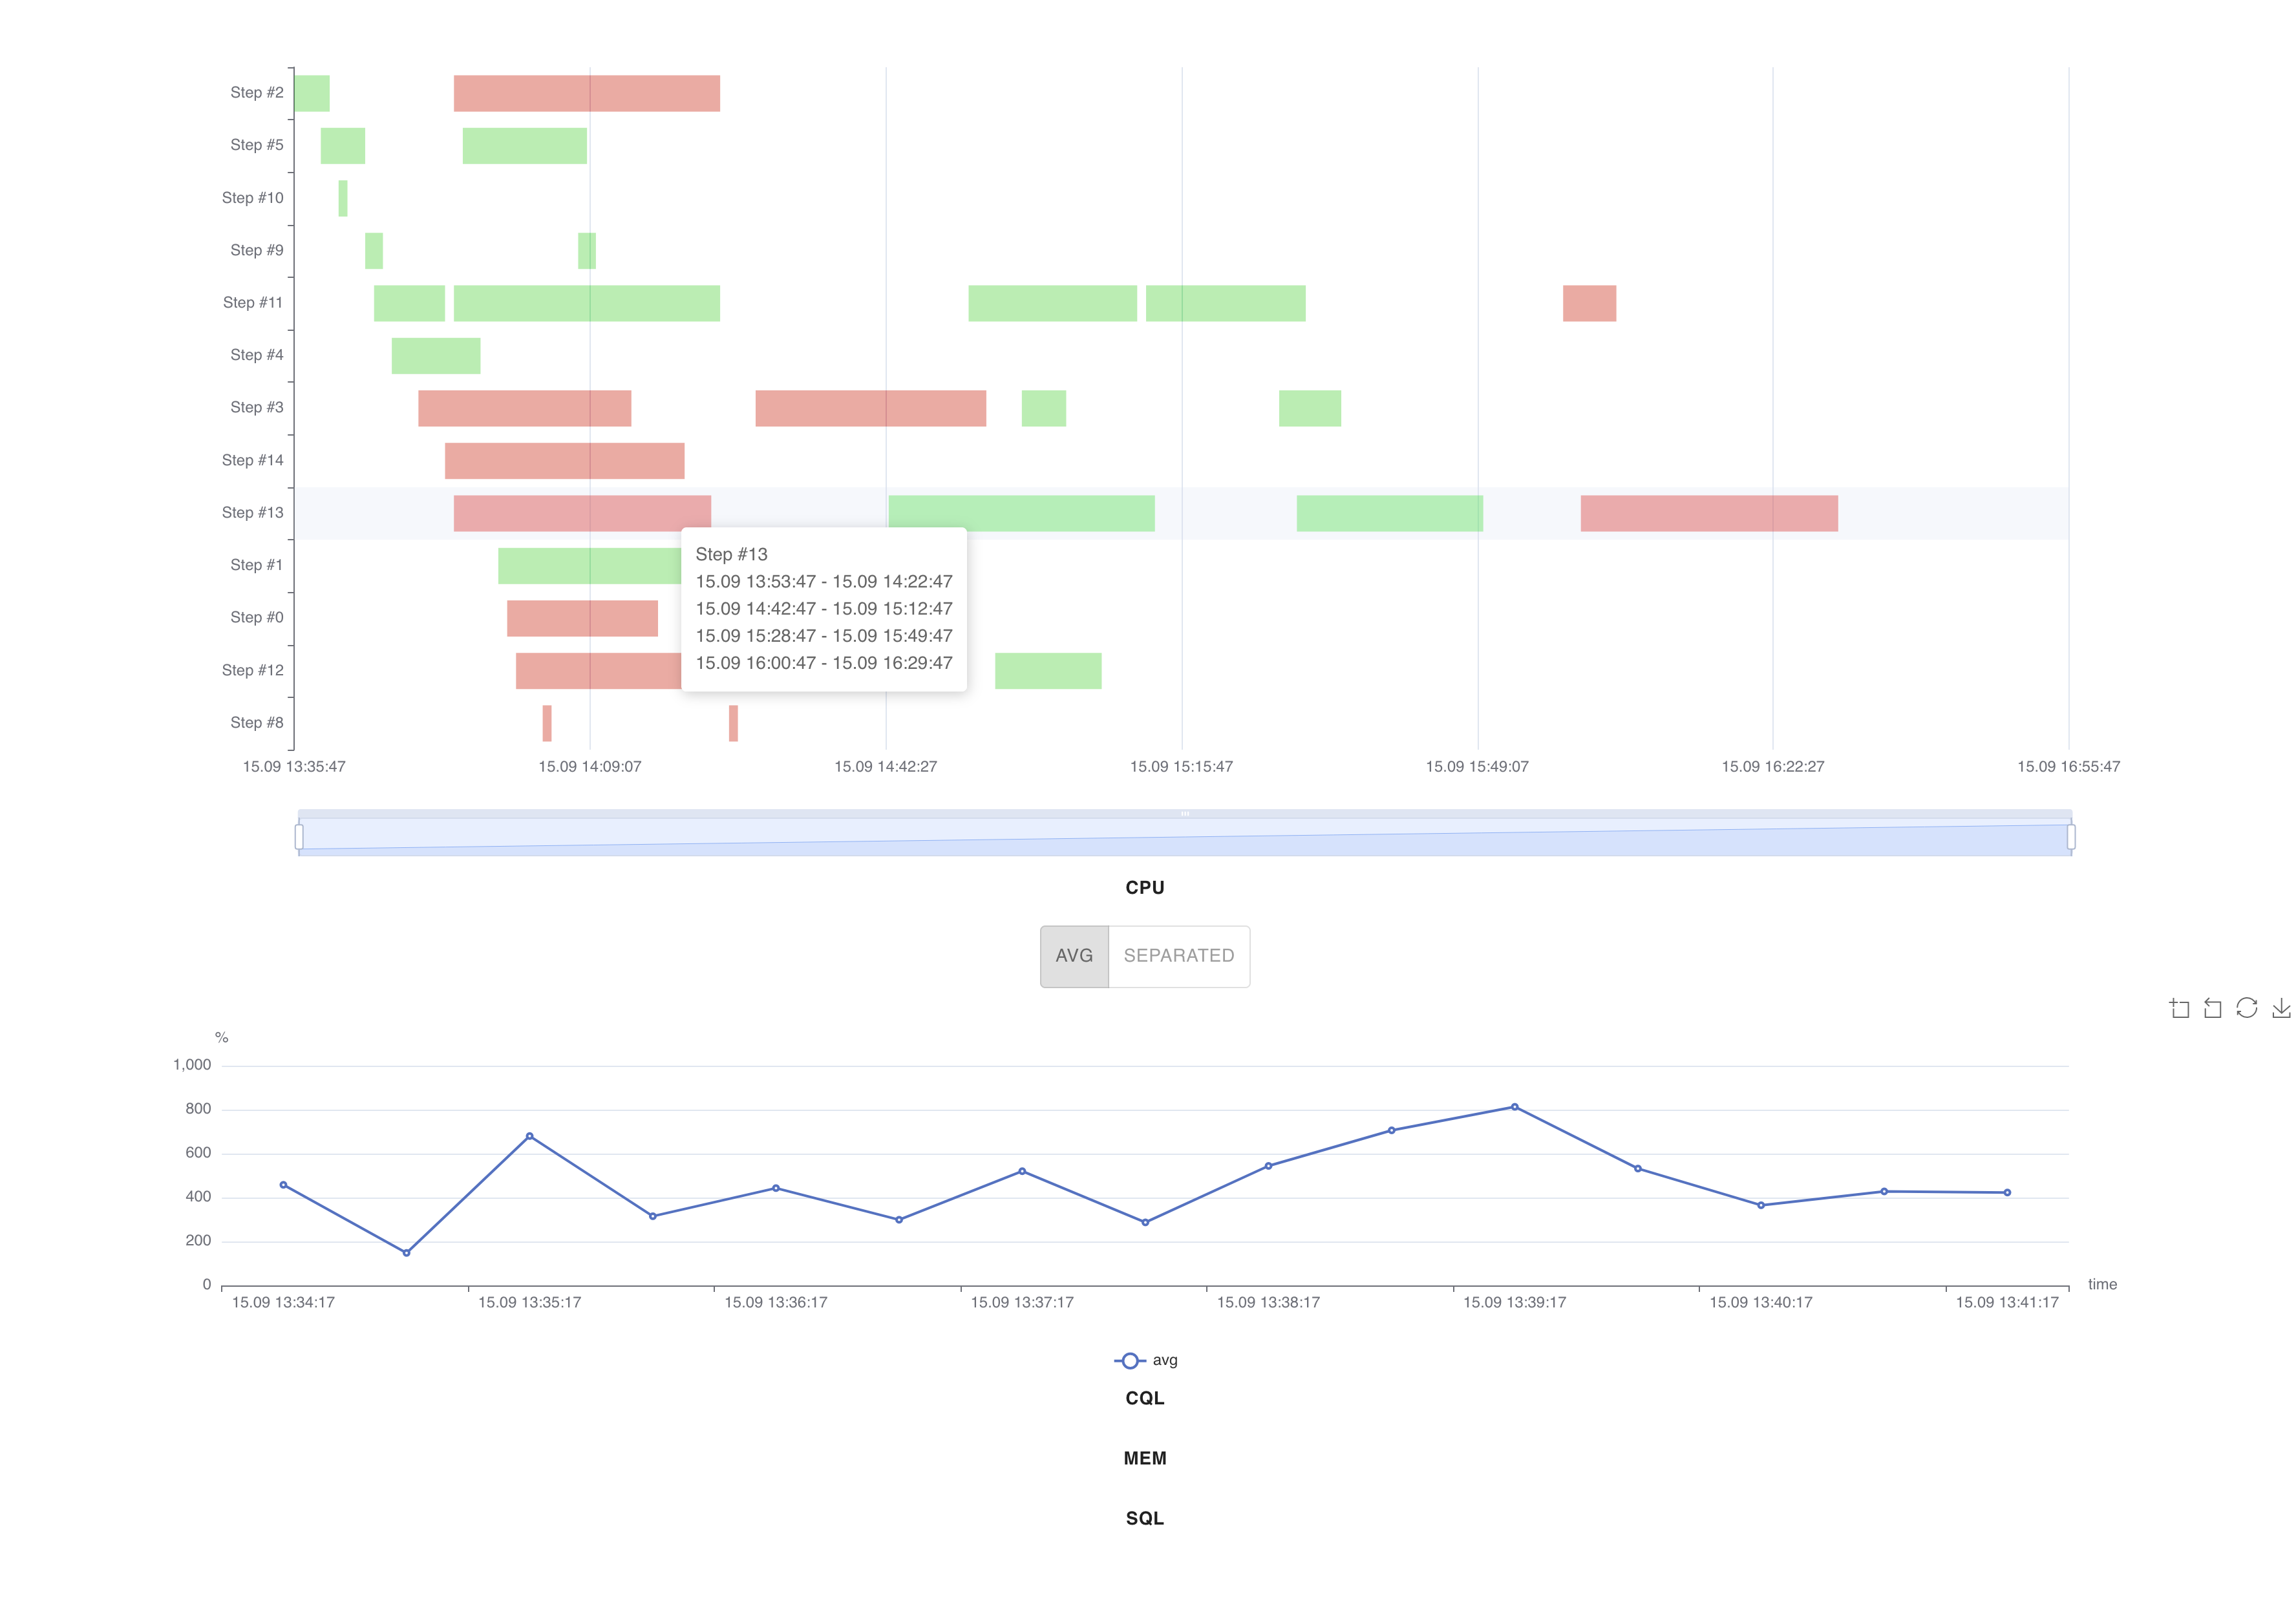 Step #2
Step #5
Step #10
Step #9
Step #11
Step #4
Step #3
Step #14
Step #13
Step #13
15.09 13:53:47 - 15.09 14:22:47
15.09 14:42:47 - 15.09 15:12:47
15.09 15:28:47 - 15.09 15:49:47
15.09 16:00:47 - 15.09 16:29:47
Step #1
Step #0
Step #12
Step #8
15.09 13:35:47 15.09 14:09:07 15.09 14:42:27 15.09 15:15:47 15.09 15:49:07 15.09 16:22:27 15.09 16:55:47
CPU
AVG SEPARATED
%
1,000
800
600
400
200
0
time
15.09 13:34:17 15.09 13:35:17 15.09 13:36:17 15.09 13:37:17 15.09 13:38:17 15.09 13:39:17 15.09 13:40:17 15.09 13:41:17
avg
CQL
MEM
SQL